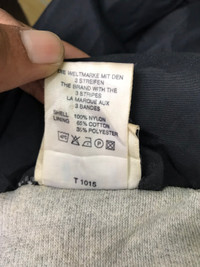 DIE WELTMARKE MIT DEN
3 STREIFEN
THE BRAND WITH THE
3 STRIPES
LA MARQUE AUX
3 BANDES
SHELL 100% NYLON
LINING 65% COTTON
35% POLYESTER
T 1015